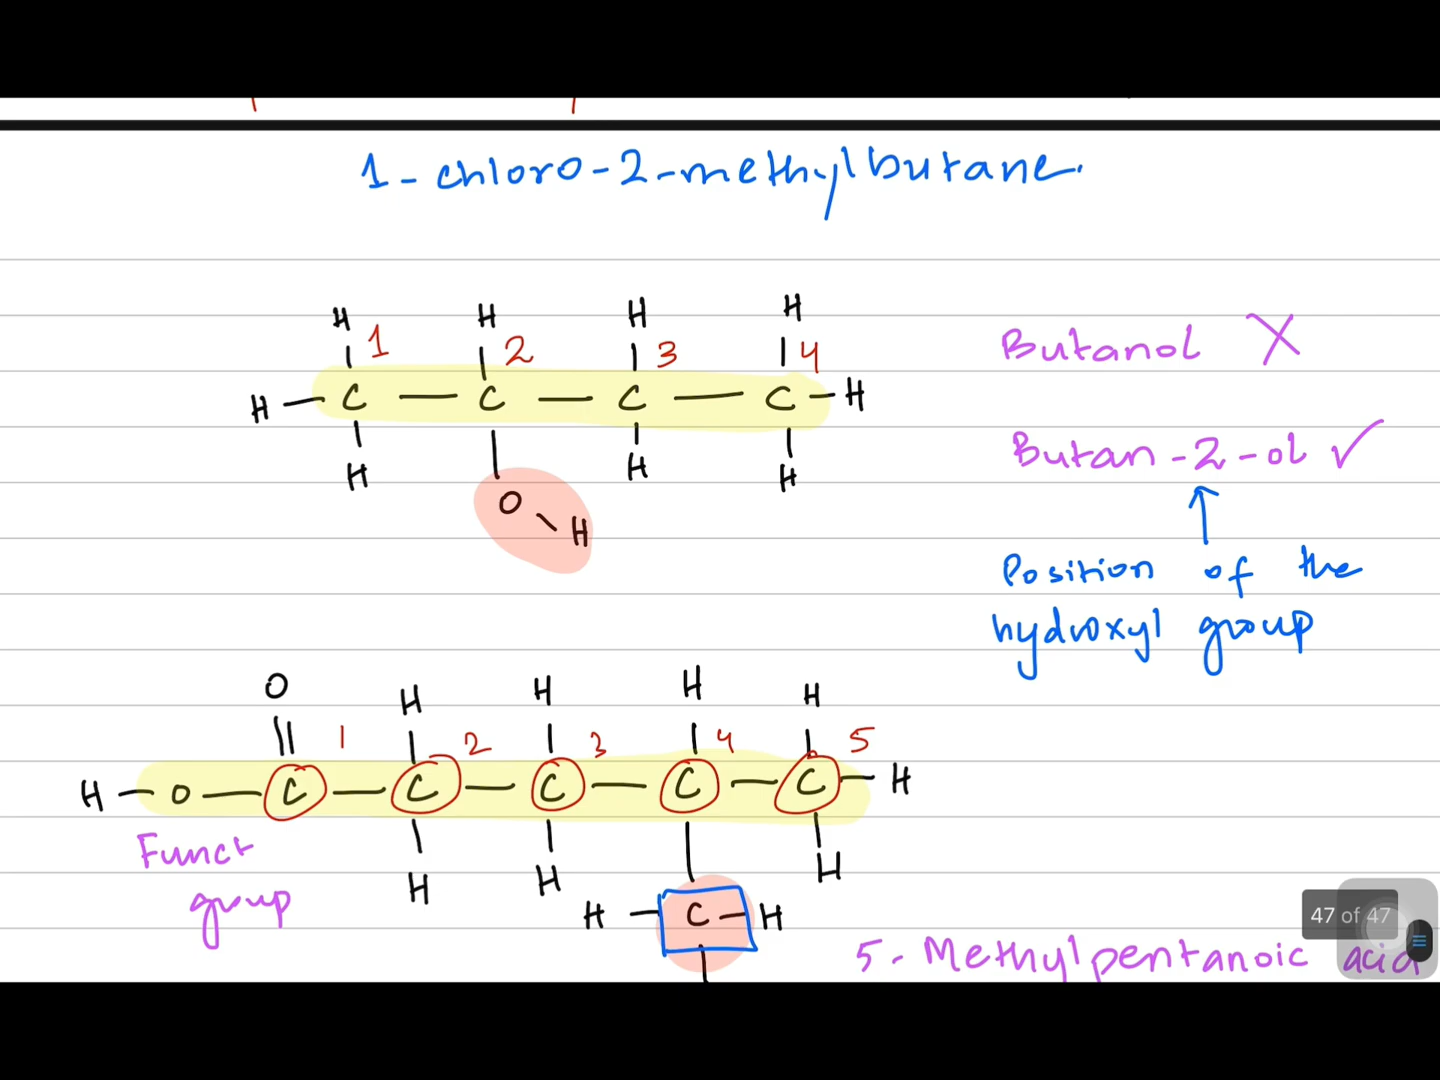 1-chloro-2-methylbutane.
H H H H
1 2 3 4
H C C C C H
H H H
O H
Butanol X
Butan-2-ol ✓
Position of the
hydroxyl group
O H H H H
1 2 3 4 5
H O C C C C C H
Funct
group
H H H
H C H
5-Methylpentanoic acid
47 of 47